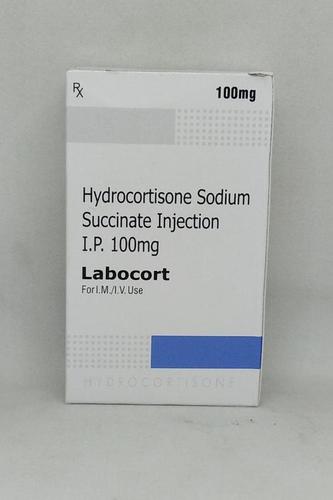 Rx
100mg
Hydrocortisone Sodium
Succinate Injection
I.P. 100mg
Labocort
For I.M./I.V. Use
HYDROCORTISONE